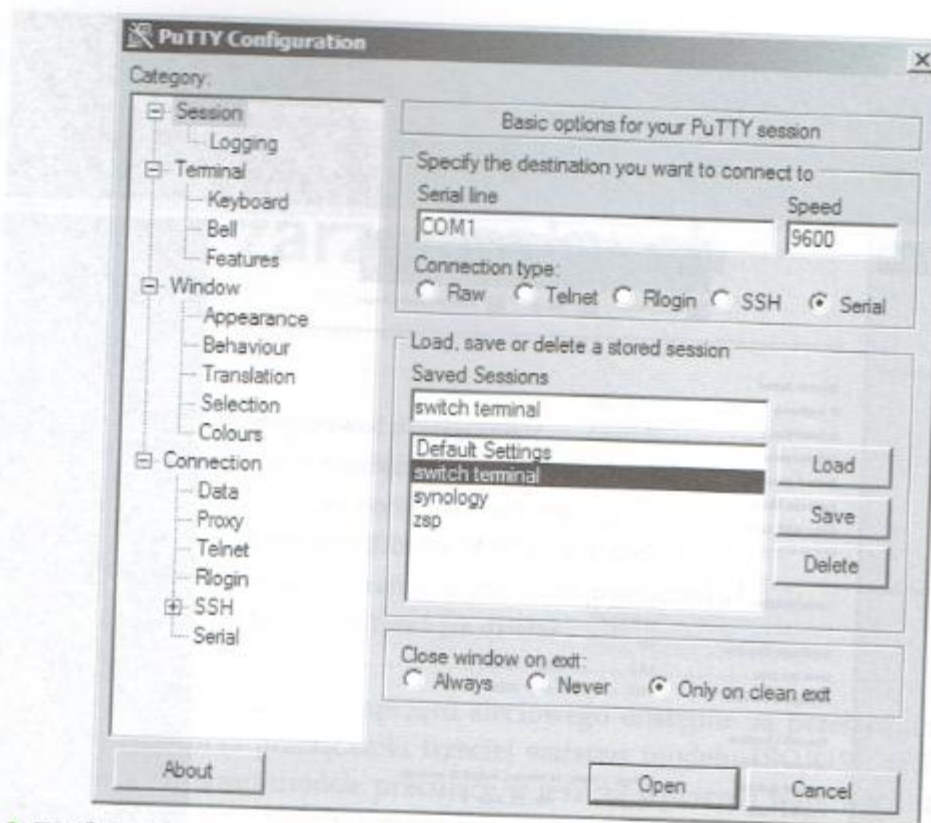 PuTTY Configuration
Category:
Session
Logging
Terminal
Keyboard
Bell
Features
Window
Appearance
Behaviour
Translation
Selection
Colours
Connection
Data
Proxy
Telnet
Rlogin
SSH
Serial
Basic options for your PuTTY session
Specify the destination you want to connect to
Serial line Speed
COM1 9600
Connection type:
Raw Telnet Rlogin SSH Serial
Load, save or delete a stored session
Saved Sessions
switch terminal
Default Settings
switch terminal
synology
zsp
Load
Save
Delete
Close window on exit:
Always Never Only on clean exit
About Open Cancel